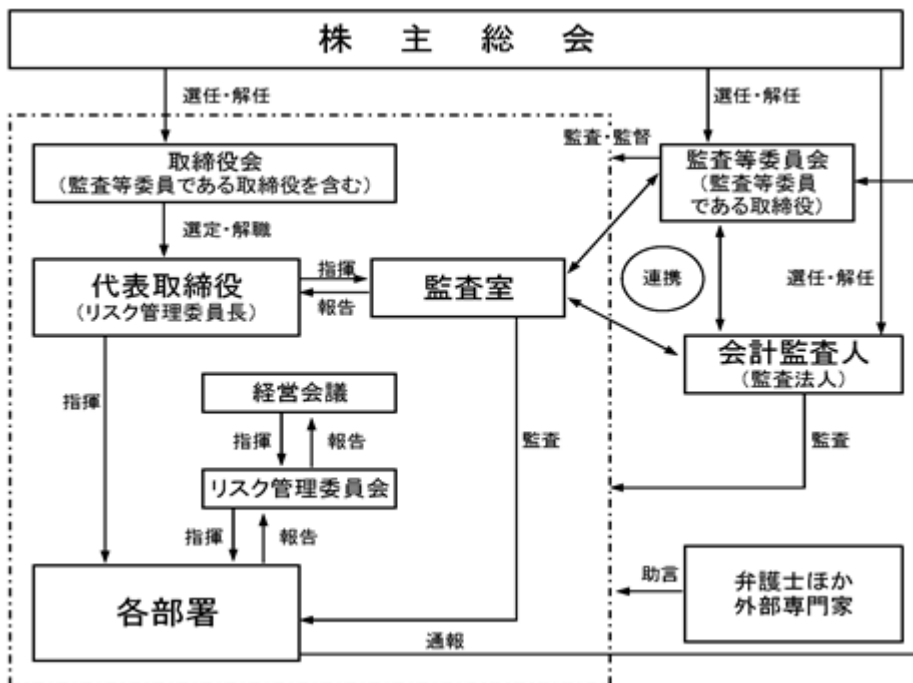 株主総会
選任・解任
選任・解任
監査・監督
取締役会
（監査等委員である取締役を含む）
監査等委員会
（監査等委員
である取締役）
選定・解職
代表取締役
（リスク管理委員長）
指揮
報告
監査室
連携
選任・解任
会計監査人
（監査法人）
指揮
経営会議
指揮
報告
監査
監査
リスク管理委員会
指揮
報告
助言
弁護士ほか
外部専門家
各部署
通報